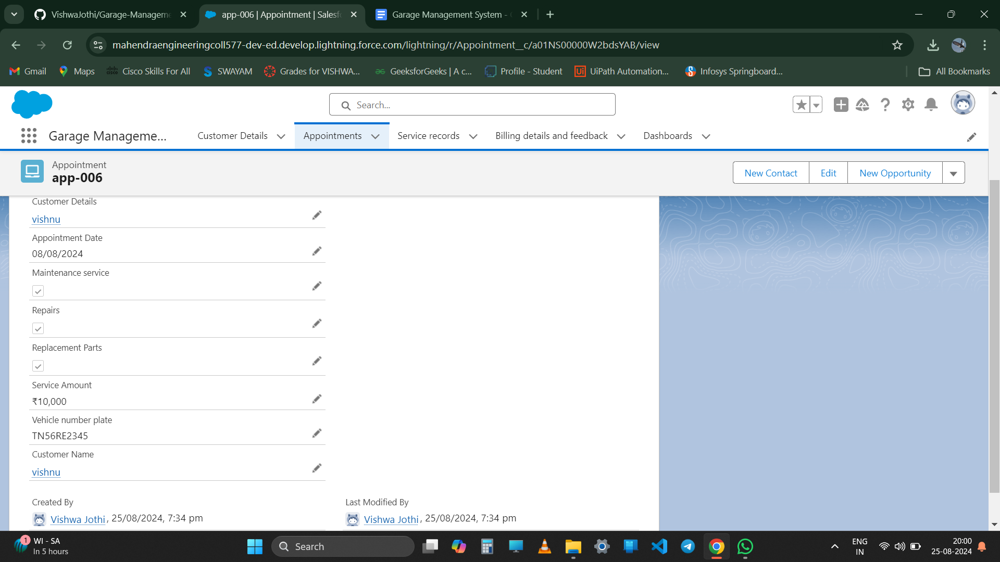 VishwaJothi/Garage-Manageme
app-006 | Appointment | Salesf
Garage Management System -
mahendraengineeringcoll577-dev-ed.develop.lightning.force.com/lightning/r/Appointment__c/a01NS00000W2bdsYAB/view
Gmail
Maps
Cisco Skills For All
SWAYAM
Grades for VISHWA...
GeeksforGeeks | A c...
Profile - Student
UiPath Automation...
Infosys Springboard...
All Bookmarks
Search...
Garage Manageme...
Customer Details
Appointments
Service records
Billing details and feedback
Dashboards
Appointment
app-006
New Contact
Edit
New Opportunity
Customer Details
vishnu
Appointment Date
08/08/2024
Maintenance service
Repairs
Replacement Parts
Service Amount
₹10,000
Vehicle number plate
TN56RE2345
Customer Name
vishnu
Created By
Vishwa Jothi, 25/08/2024, 7:34 pm
Last Modified By
Vishwa Jothi, 25/08/2024, 7:34 pm
1
WI - SA
In 5 hours
Search
ENG
IN
20:00
25-08-2024